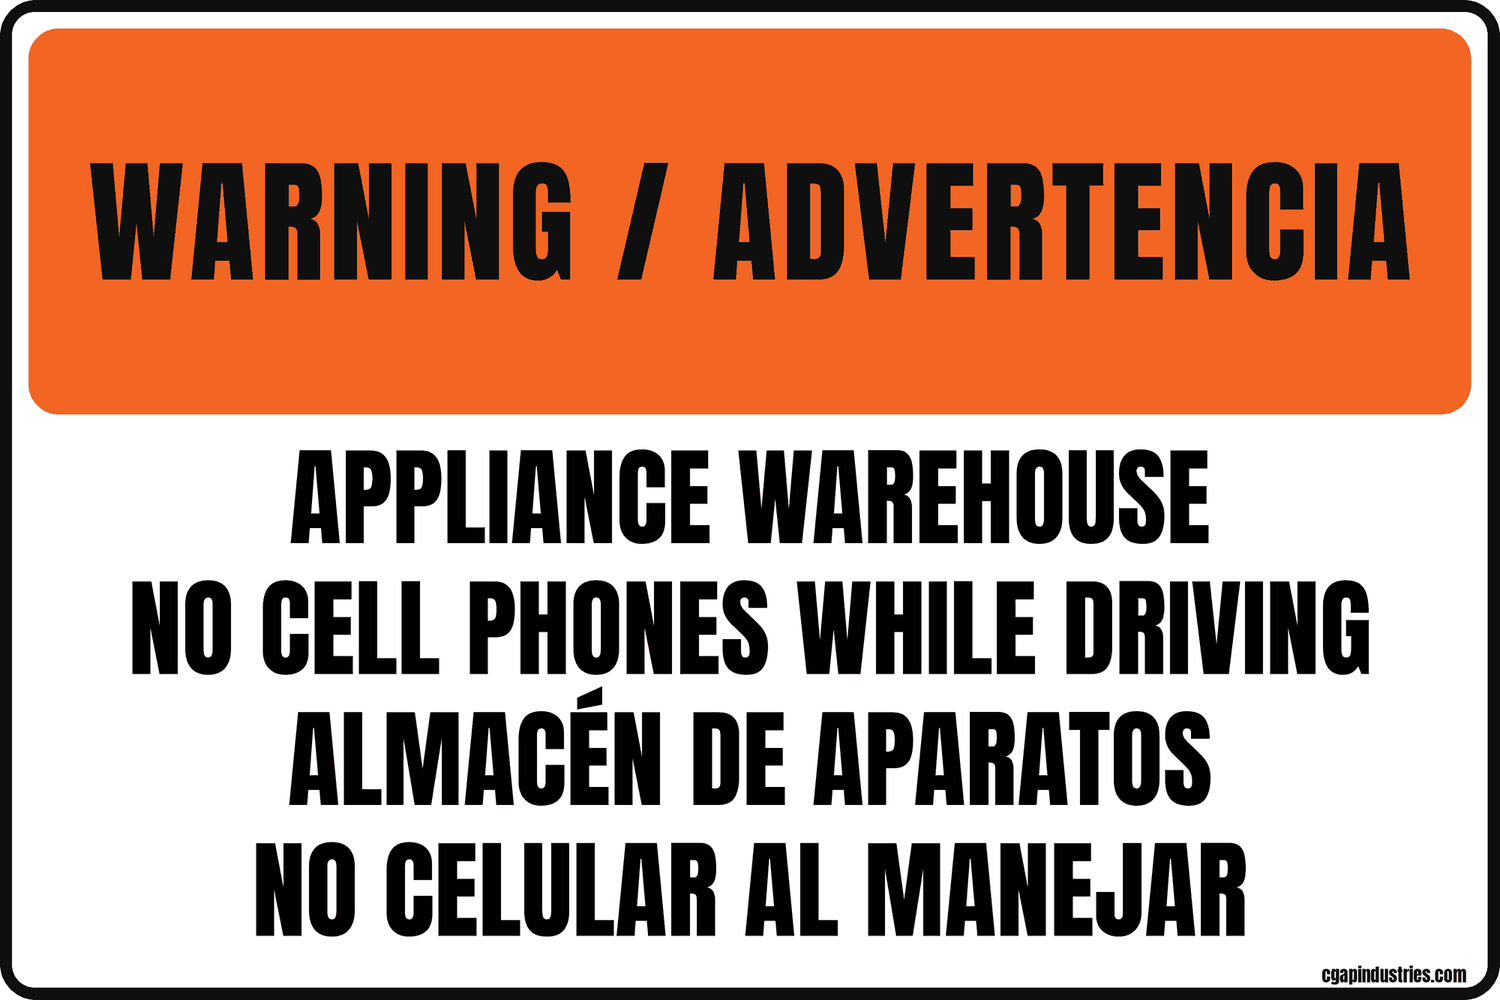 WARNING / ADVERTENCIA
APPLIANCE WAREHOUSE
NO CELL PHONES WHILE DRIVING
ALMACÉN DE APARATOS
NO CELULAR AL MANEJAR
cgapindustries.com